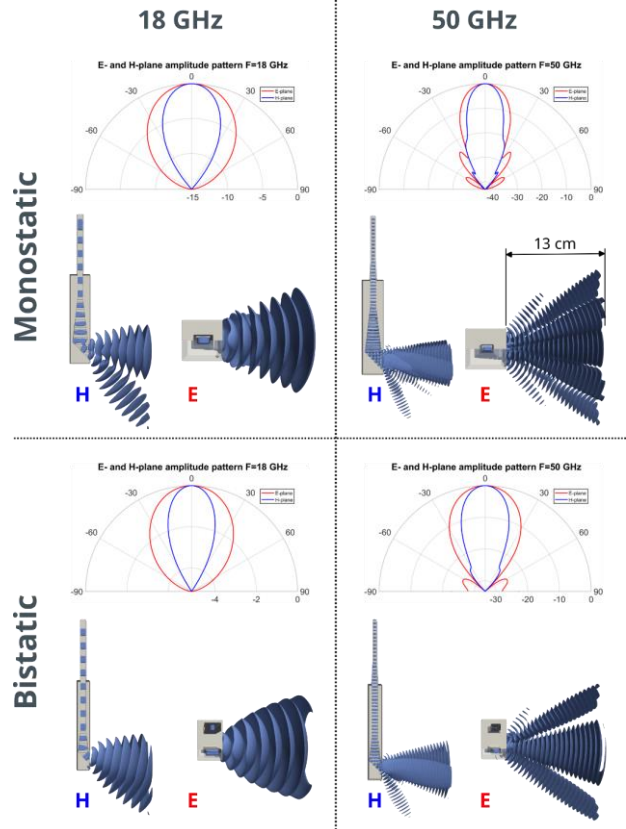 18 GHz
50 GHz
Monostatic
E- and H-plane amplitude pattern F=18 GHz
0
-30
30
-60
60
-90
90
-15
-10
-5
0
E-plane
H-plane
H
E
E- and H-plane amplitude pattern F=50 GHz
0
-30
30
-60
60
-90
90
-40
-30
-20
-10
0
E-plane
H-plane
13 cm
H
E
Bistatic
E- and H-plane amplitude pattern F=18 GHz
0
-30
30
-60
60
-90
90
-4
-2
0
E-plane
H-plane
H
E
E- and H-plane amplitude pattern F=50 GHz
0
-30
30
-60
60
-90
90
-30
-20
-10
0
E-plane
H-plane
H
E